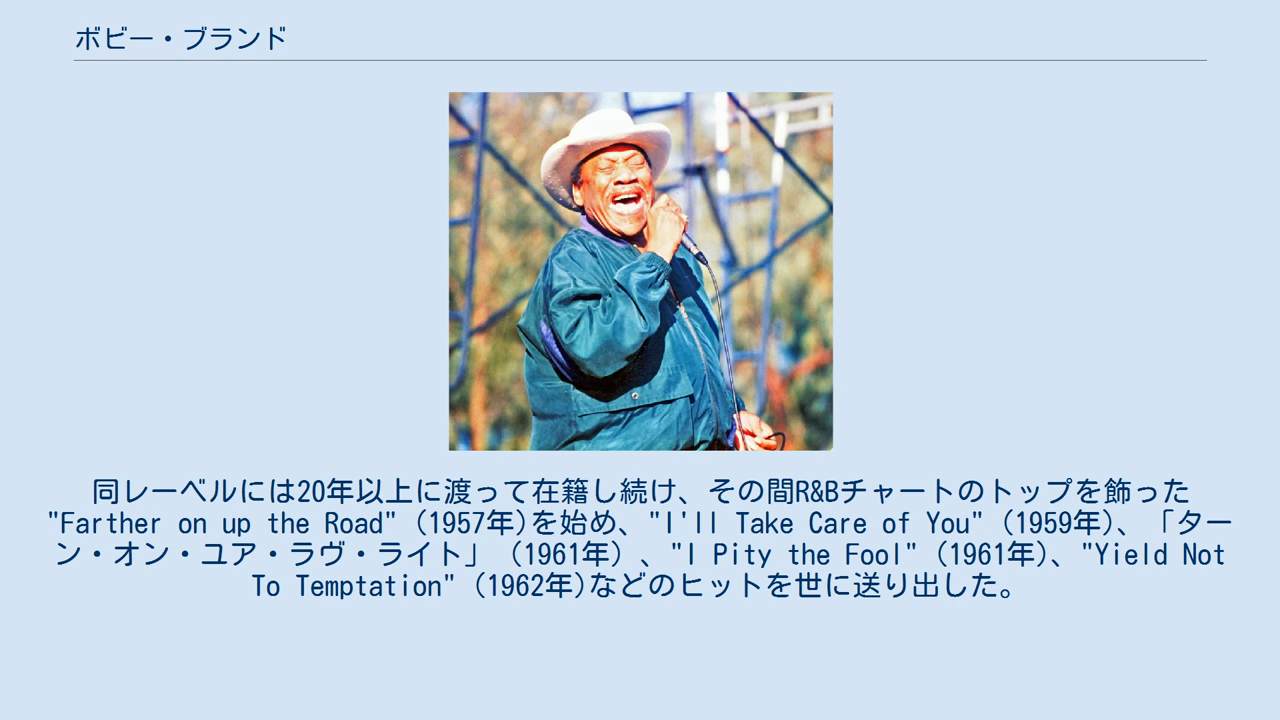 ボビー・ブランド
同レーベルには20年以上に渡って在籍し続け、その間R&Bチャートのトップを飾った
"Farther on up the Road" (1957年)を始め、"I'll Take Care of You" (1959年)、「ター
ン・オン・ユア・ラヴ・ライト」（1961年）、"I Pity the Fool" (1961年)、"Yield Not
To Temptation" (1962年)などのヒットを世に送り出した。